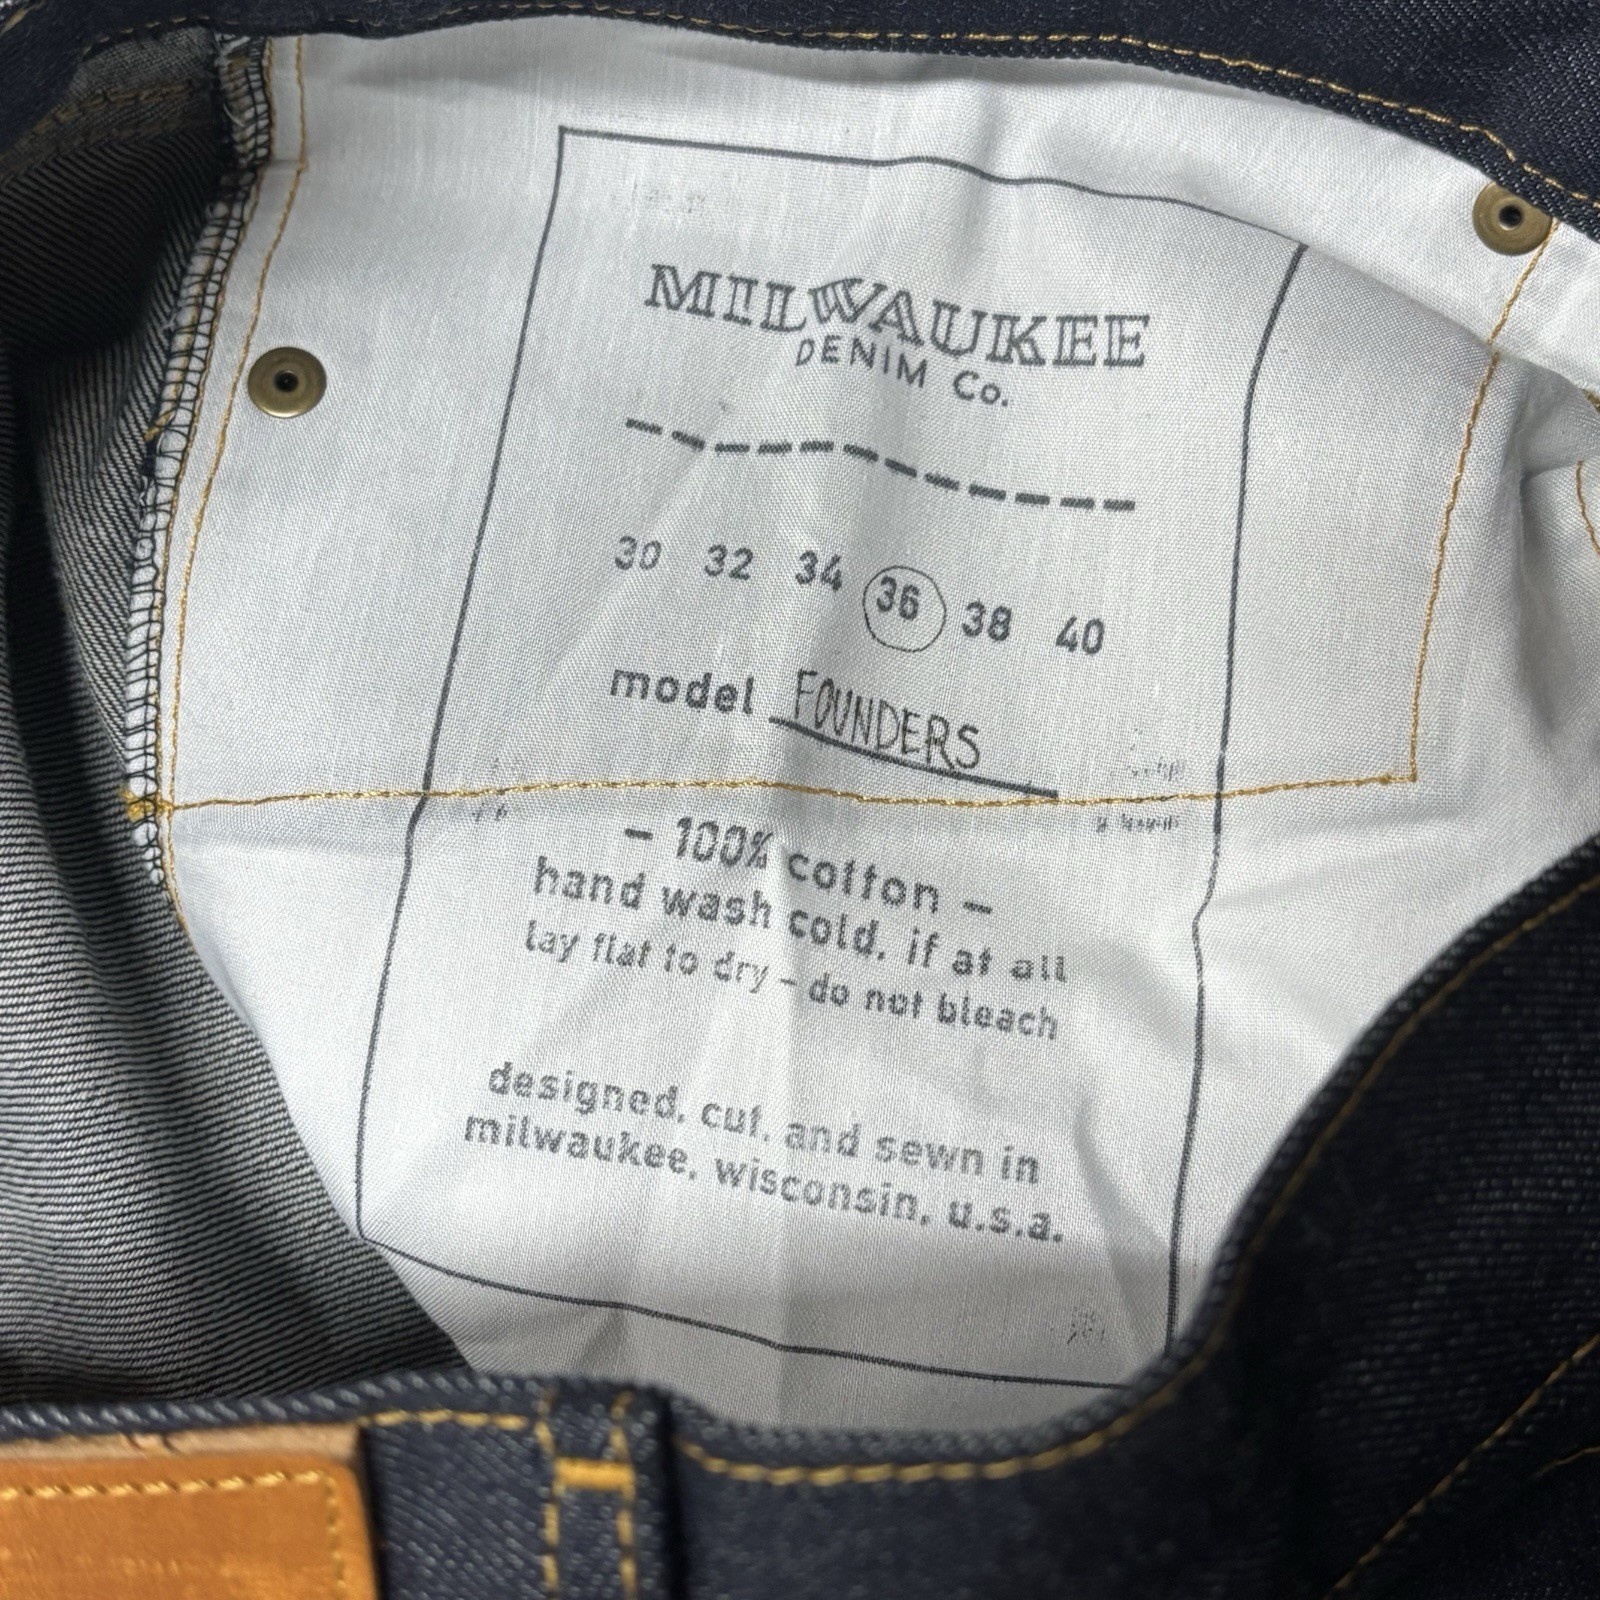 MILWAUKEE
DENIM Co.
30 32 34 36 38 40
model FOUNDERS
- 100% cotton -
hand wash cold, if at all
lay flat to dry - do not bleach
designed, cut, and sewn in
milwaukee, wisconsin, u.s.a.